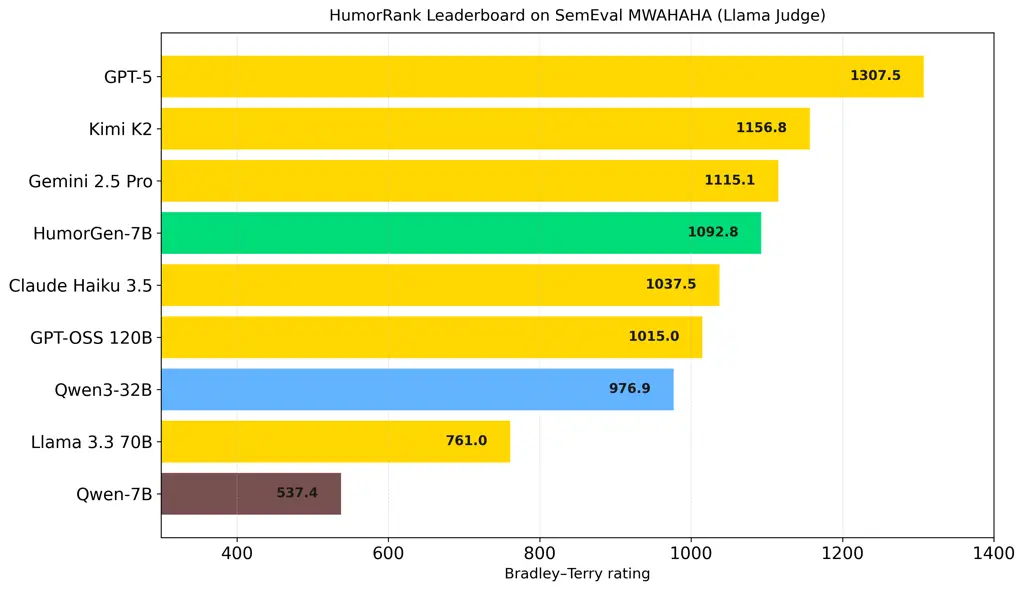 HumorRank Leaderboard on SemEval MWAHAHA (Llama Judge)
GPT-5 1307.5
Kimi K2 1156.8
Gemini 2.5 Pro 1115.1
HumorGen-7B 1092.8
Claude Haiku 3.5 1037.5
GPT-OSS 120B 1015.0
Qwen3-32B 976.9
Llama 3.3 70B 761.0
Qwen-7B 537.4
400 600 800 1000 1200 1400
Bradley–Terry rating